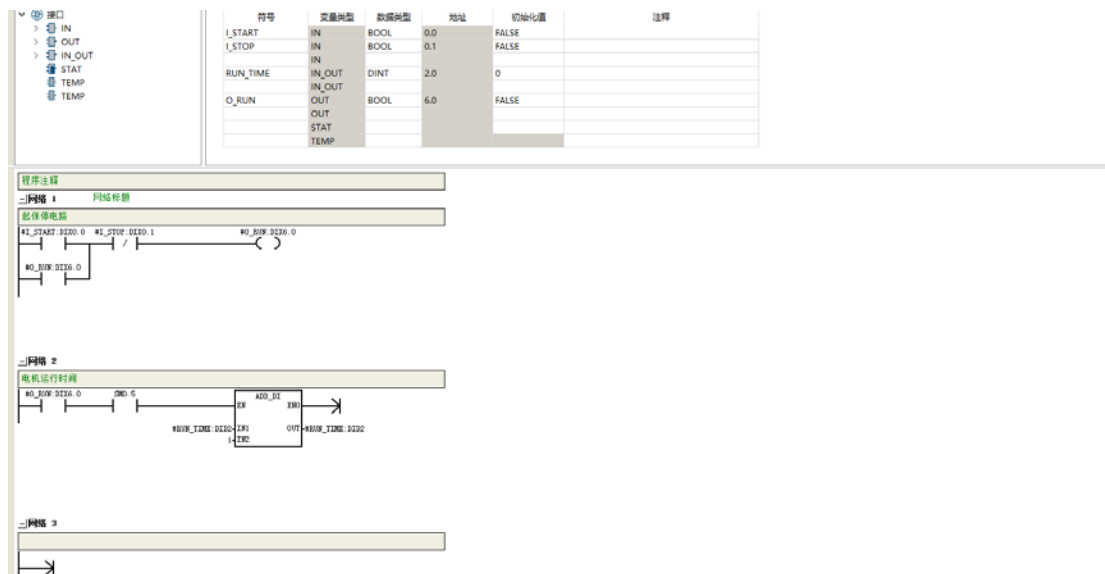 接口
IN
OUT
IN_OUT
STAT
TEMP
TEMP
符号 变量类型 数据类型 地址 初始化值 注释
I_START IN BOOL 0.0 FALSE
I_STOP IN BOOL 0.1 FALSE
IN
RUN_TIME IN_OUT DINT 2.0 0
IN_OUT
O_RUN OUT BOOL 6.0 FALSE
OUT
STAT
TEMP
程序注释
网络 1 网络标题
起保停电路
#I_START:DIX0.0 #I_STOP:DIX0.1 #O_RUN:DIX6.0
#O_RUN:DIX6.0
网络 2
电机运行时间
#O_RUN:DIX6.0 SM0.5 ADD_DI
EN ENO
#RUN_TIME:DID2 IN1 OUT #RUN_TIME:DID2
1 IN2
网络 3